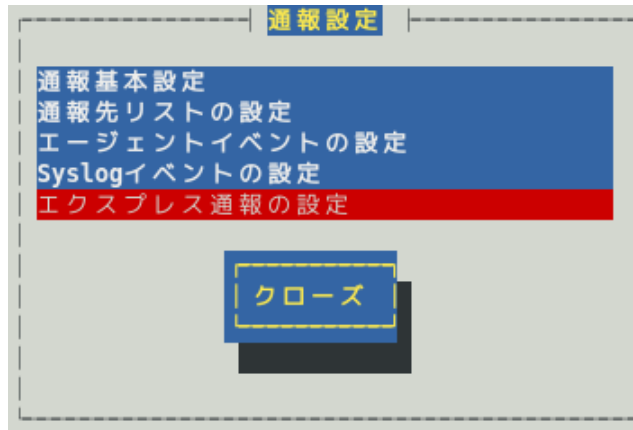 通報設定
通報基本設定
通報先リストの設定
エージェントイベントの設定
Syslogイベントの設定
エクスプレス通報の設定
クローズ